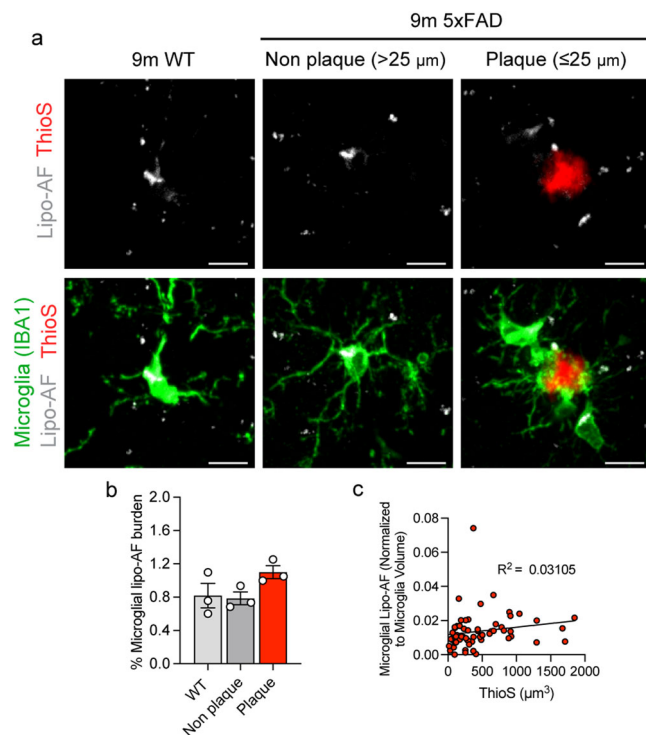 a
9m 5xFAD
9m WT
Non plaque (>25 µm)
Plaque (≤25 µm)
Lipo-AF ThioS
Microglia (IBA1)
Lipo-AF ThioS
b
% Microglial lipo-AF burden
2.0
1.6
1.2
0.8
0.4
0.0
WT
Non plaque
Plaque
c
Microglial Lipo-AF (Normalized
to Microglia Volume)
0.08
0.06
0.04
0.02
0.00
R² = 0.03105
0 500 1000 1500 2000
ThioS (µm³)